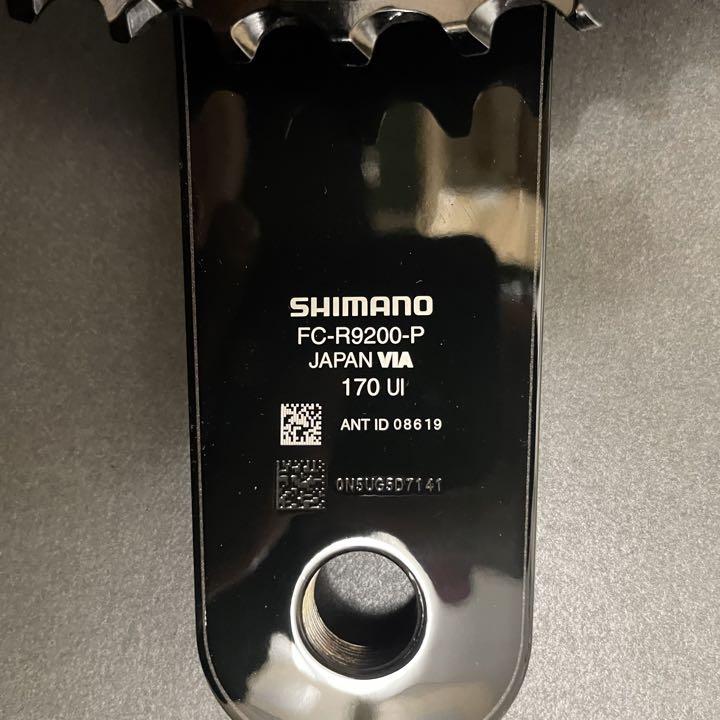 SHIMANO
FC-R9200-P
JAPAN VIA
170 UI
ANT ID 08619
0N5UG5D7141